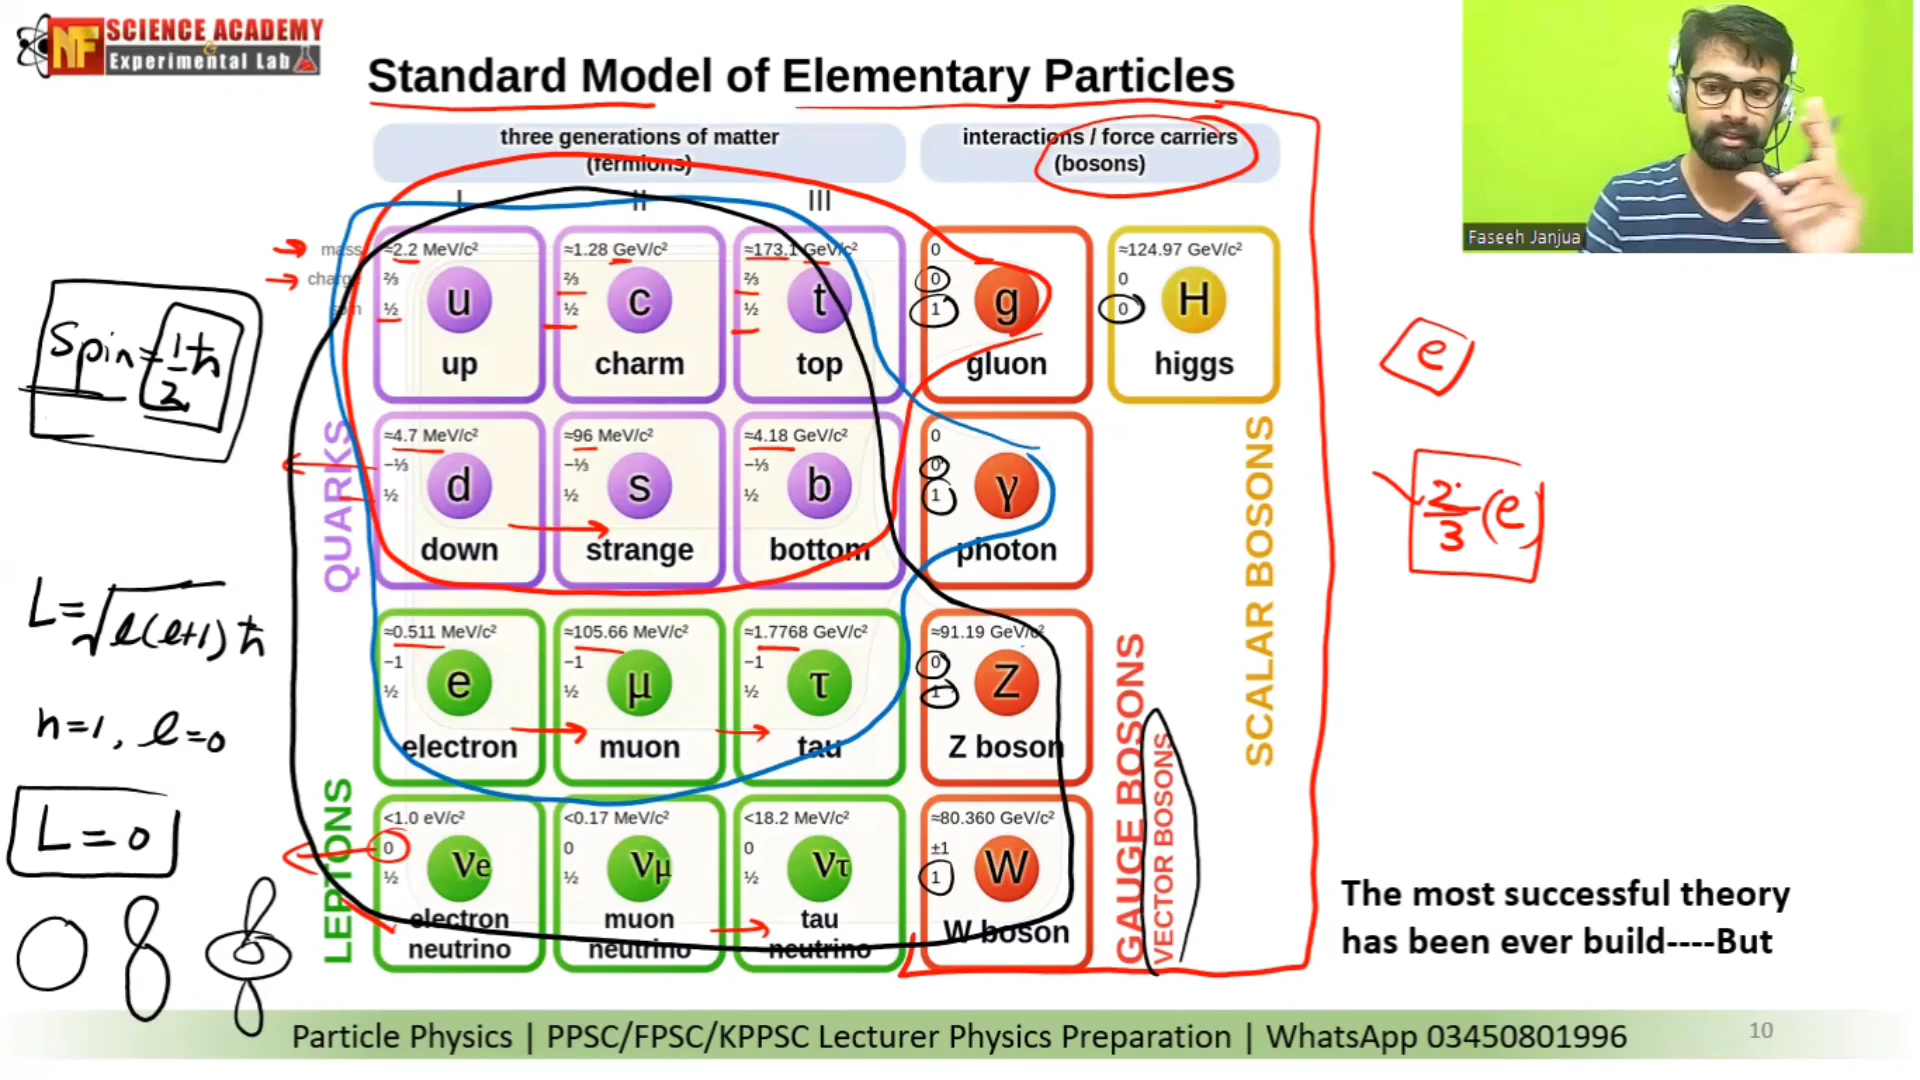 NF SCIENCE ACADEMY
&
Experimental Lab
Standard Model of Elementary Particles
three generations of matter
(fermions)
interactions / force carriers
(bosons)
I II III
mass
charge
spin
≈2.2 MeV/c²
⅔
½
u
up
≈1.28 GeV/c²
⅔
½
c
charm
≈173.1 GeV/c²
⅔
½
t
top
0
0
1
g
gluon
≈124.97 GeV/c²
0
0
H
higgs
QUARKS
≈4.7 MeV/c²
−⅓
½
d
down
≈96 MeV/c²
−⅓
½
s
strange
≈4.18 GeV/c²
−⅓
½
b
bottom
0
0
1
γ
photon
LEPTONS
≈0.511 MeV/c²
−1
½
e
electron
≈105.66 MeV/c²
−1
½
μ
muon
≈1.7768 GeV/c²
−1
½
τ
tau
≈91.19 GeV/c²
0
1
Z
Z boson
<1.0 eV/c²
0
½
νe
electron
neutrino
<0.17 MeV/c²
0
½
νμ
muon
neutrino
<18.2 MeV/c²
0
½
ντ
tau
neutrino
≈80.360 GeV/c²
±1
1
W
W boson
GAUGE BOSONS
VECTOR BOSONS
SCALAR BOSONS
Spin = 1/2 ħ
L = √ℓ(ℓ+1) ħ
n=1, ℓ=0
L = 0
e
2/3 (e)
Faseeh Janjua
The most successful theory
has been ever build----But
Particle Physics | PPSC/FPSC/KPPSC Lecturer Physics Preparation | WhatsApp 03450801996
10